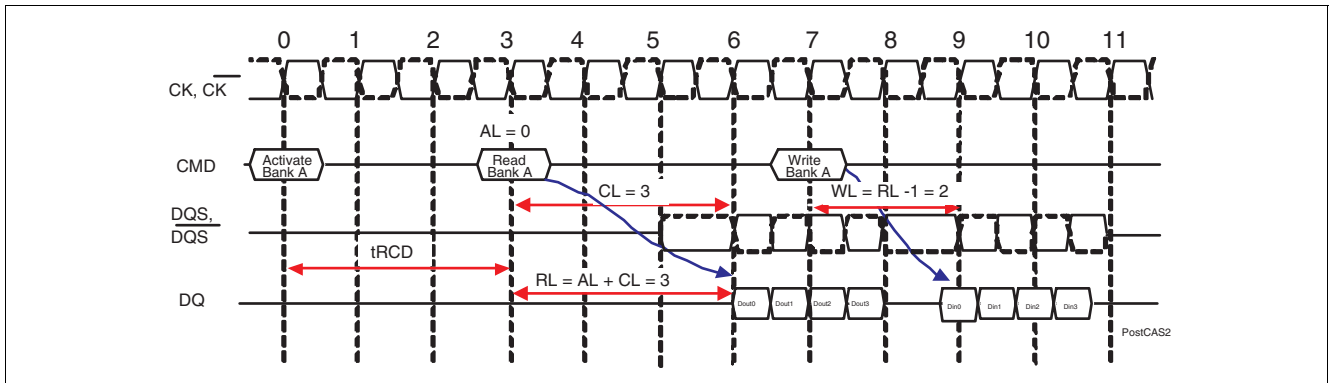 0 1 2 3 4 5 6 7 8 9 10 11
CK, CK
AL = 0
CMD
Activate
Bank A
Read
Bank A
Write
Bank A
CL = 3
WL = RL -1 = 2
DQS,
DQS
tRCD
RL = AL + CL = 3
DQ
Dout0 Dout1 Dout2 Dout3
Din0 Din1 Din2 Din3
PostCAS2